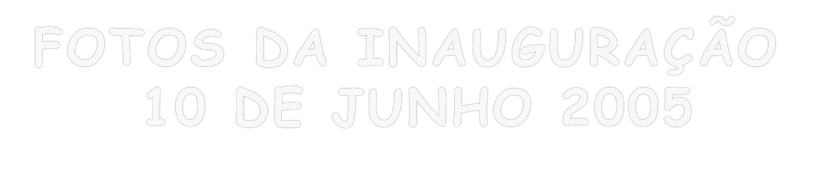 FOTOS DA INAUGURAÇÃO
10 DE JUNHO 2005